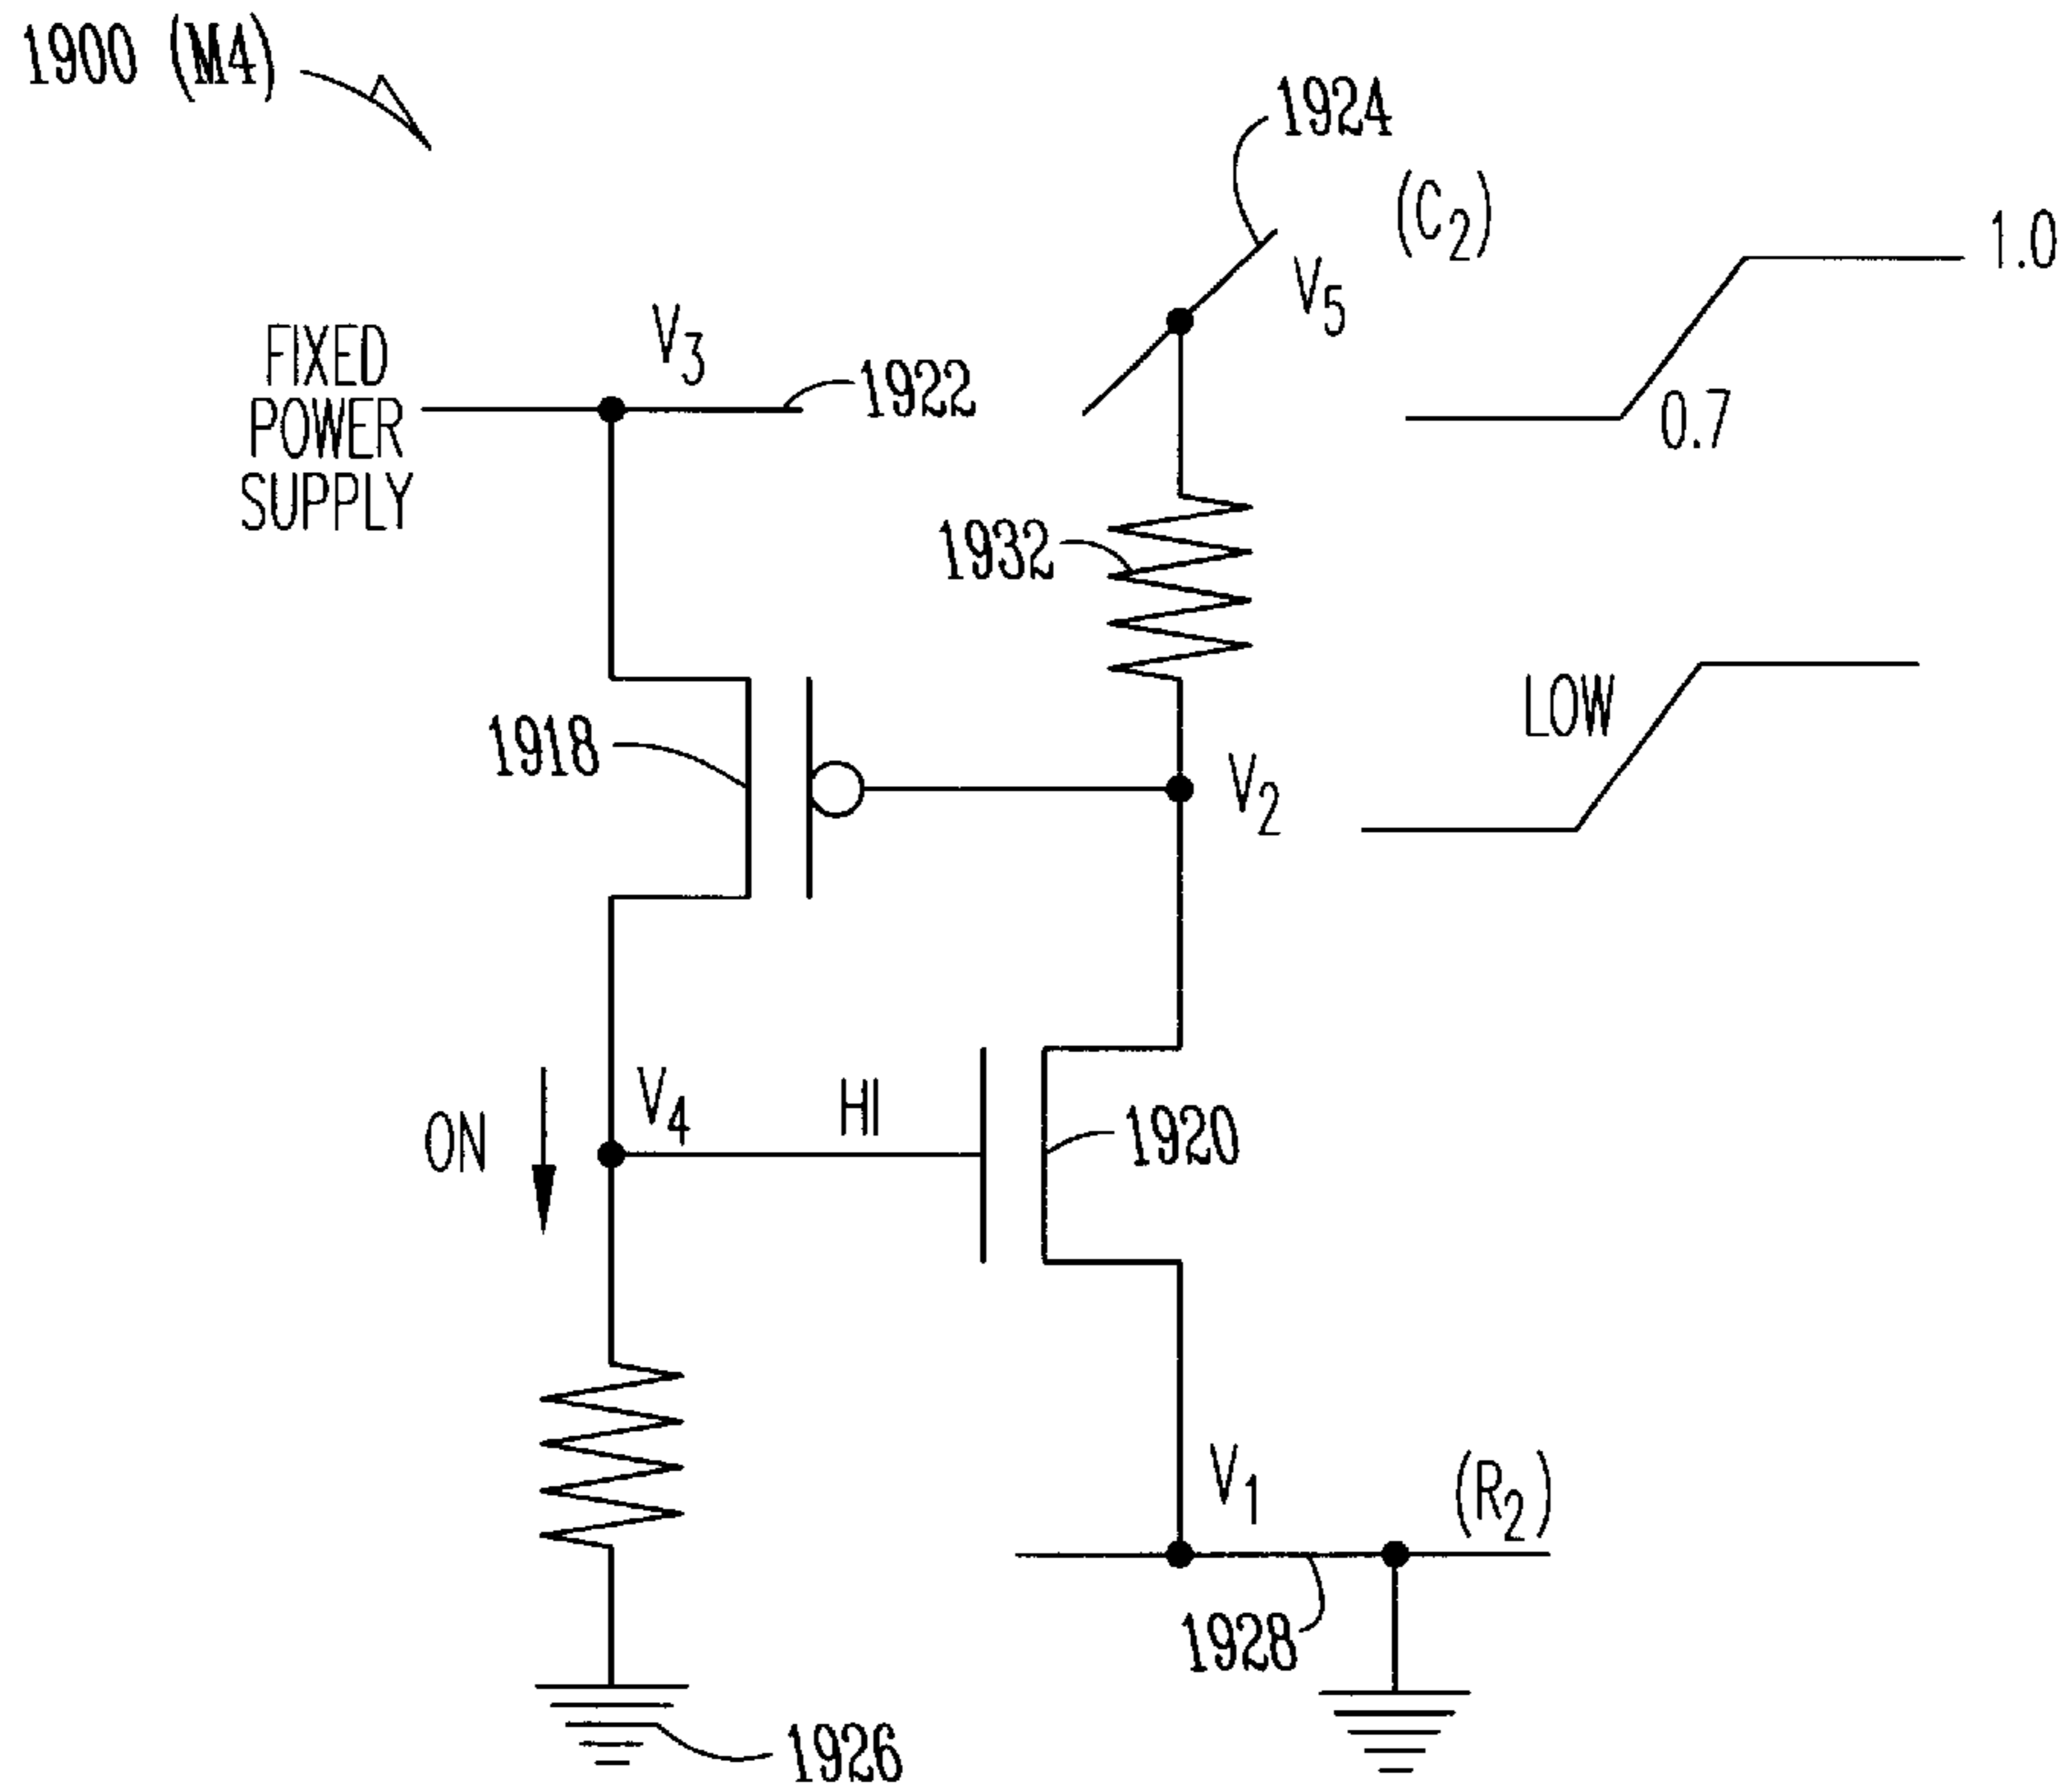 1900 (M4)
1924
(C2)
1.0
V5
V3
FIXED
POWER
SUPPLY
1922
0.7
1932
LOW
1918
V2
V4
HI
ON
1920
V1
(R2)
1928
1926